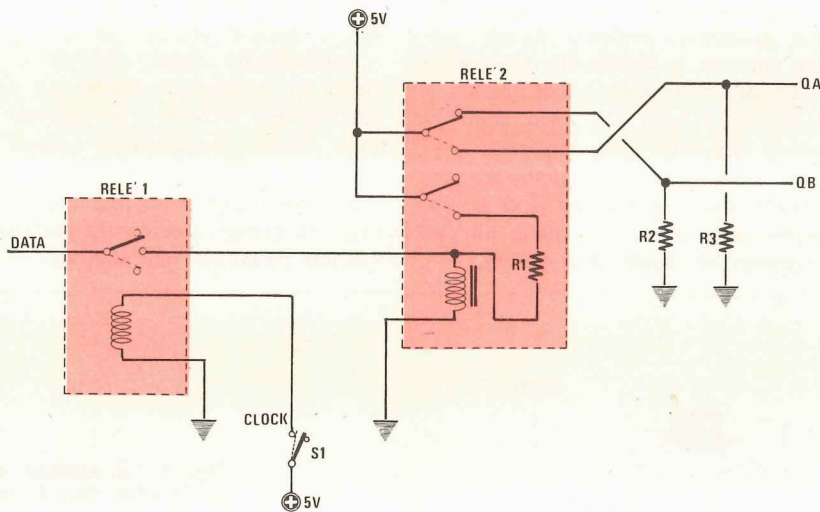 5V
RELE´2
QA
RELE´1
QB
DATA
R1
R2
R3
CLOCK
S1
5V